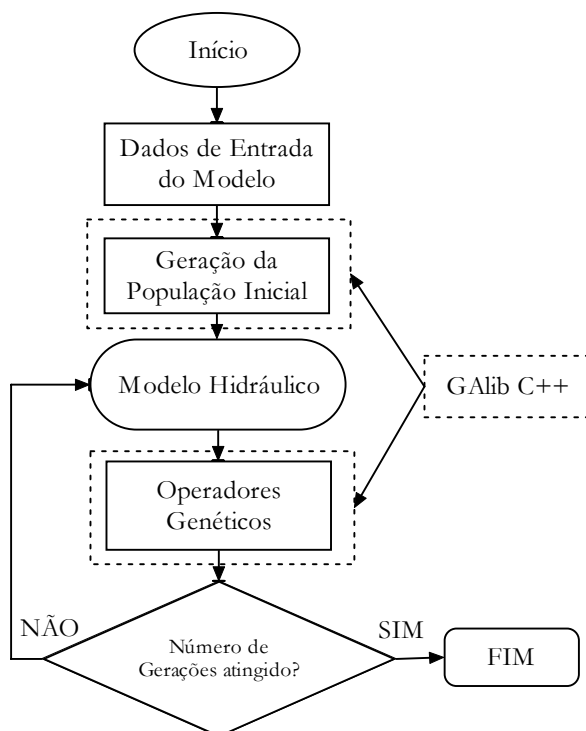 Início
Dados de Entrada
do Modelo
Geração da
População Inicial
Modelo Hidráulico
GAlib C++
Operadores
Genéticos
NÃO
SIM
Número de
Gerações atingido?
FIM